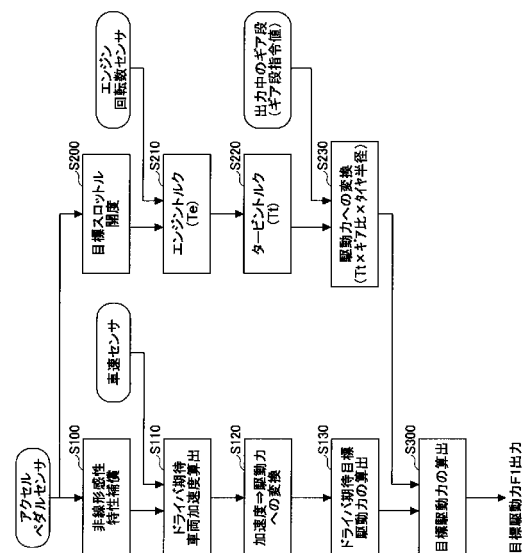 アクセル
ペダルセンサ
S100
非線形感性
特性補償
車速センサ
S110
ドライバ期待
車両加速度算出
S120
加速度⇒駆動力
への変換
S130
ドライバ期待目標
駆動力の算出
S200
目標スロットル
開度
エンジン
回転数センサ
S210
エンジントルク
(Te)
S220
タービントルク
(Tt)
出力中のギア段
(ギア段指令値)
S230
駆動力への変換
(Tt×ギア比×タイヤ半径)
S300
目標駆動力の算出
目標駆動力F1出力